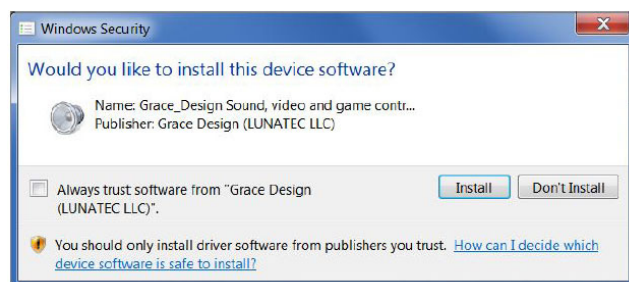 Windows Security
Would you like to install this device software?
Name: Grace_Design Sound, video and game contr...
Publisher: Grace Design (LUNATEC LLC)
Always trust software from "Grace Design
(LUNATEC LLC)".
Install
Don't Install
You should only install driver software from publishers you trust. How can I decide which
device software is safe to install?